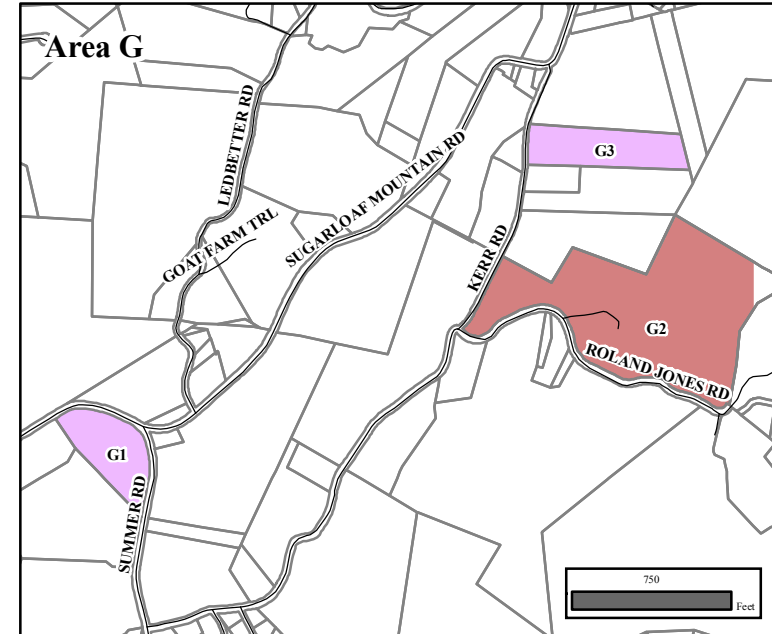 Area G
LEDBETTER RD
SUGARLOAF MOUNTAIN RD
G3
GOAT FARM TRL
KERR RD
G2
ROLAND JONES RD
G1
SUMMER RD
750
Feet